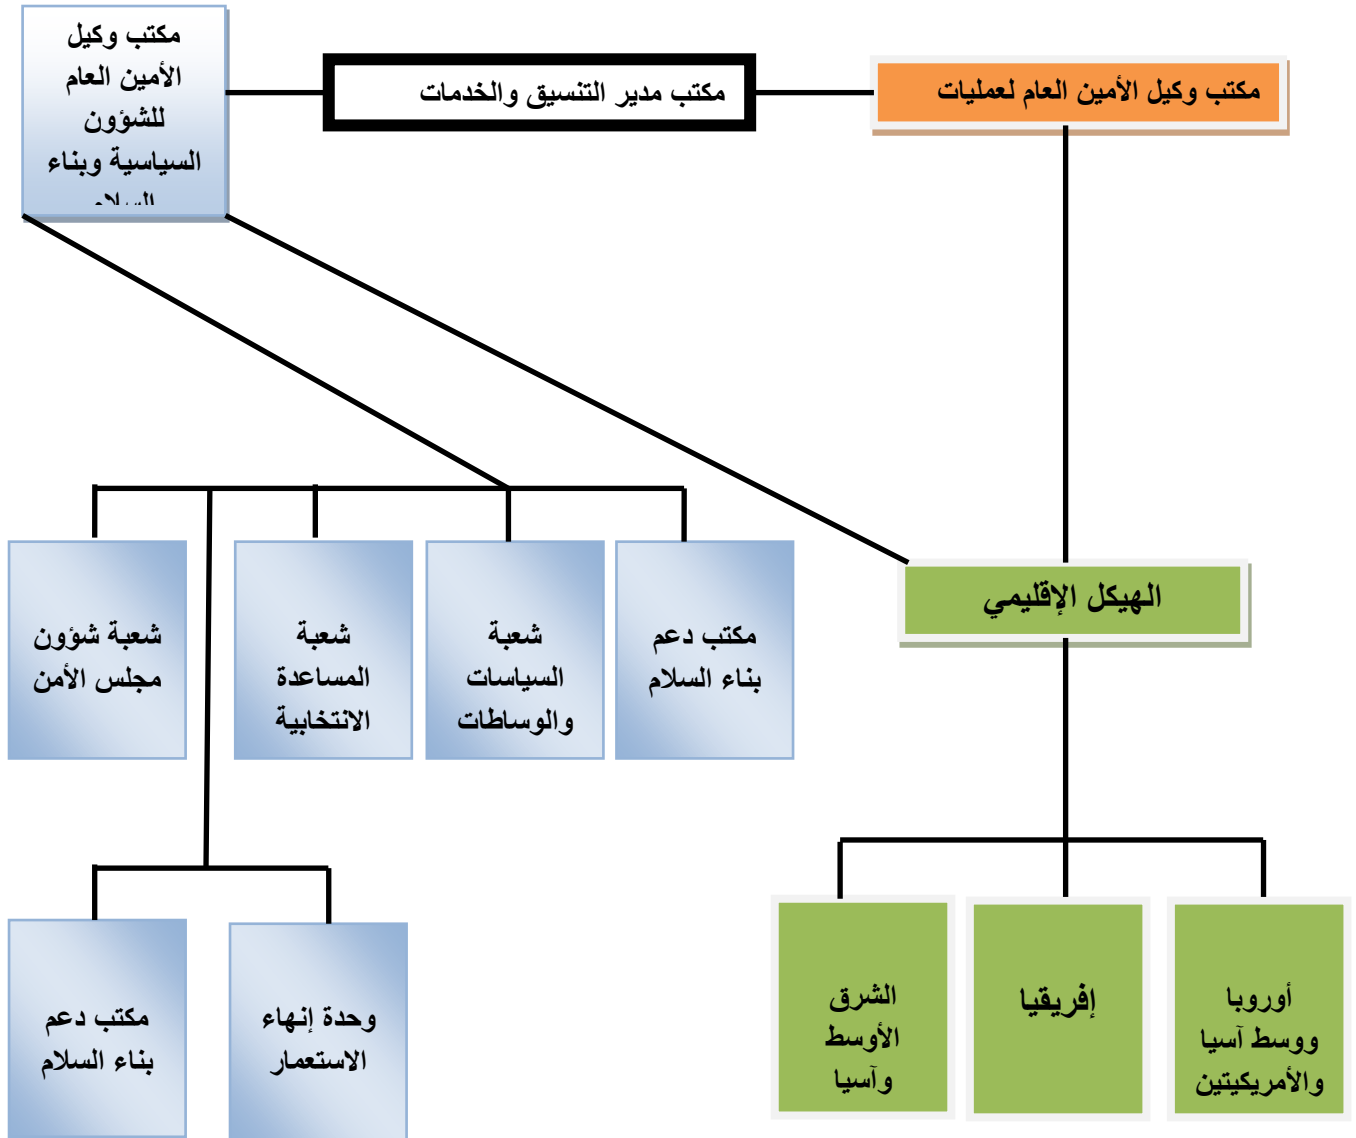 مكتب وكيل الأمين العام لعمليات
مكتب مدير التنسيق والخدمات
مكتب وكيل
الأمين العام
للشؤون
السياسية وبناء
السلام
مكتب دعم
بناء السلام
شعبة
السياسات
والوساطات
شعبة
المساعدة
الانتخابية
شعبة شؤون
مجلس الأمن
الهيكل الإقليمي
وحدة إنهاء
الاستعمار
مكتب دعم
بناء السلام
أوروبا
ووسط آسيا
والأمريكيتين
إفريقيا
الشرق
الأوسط
وآسيا